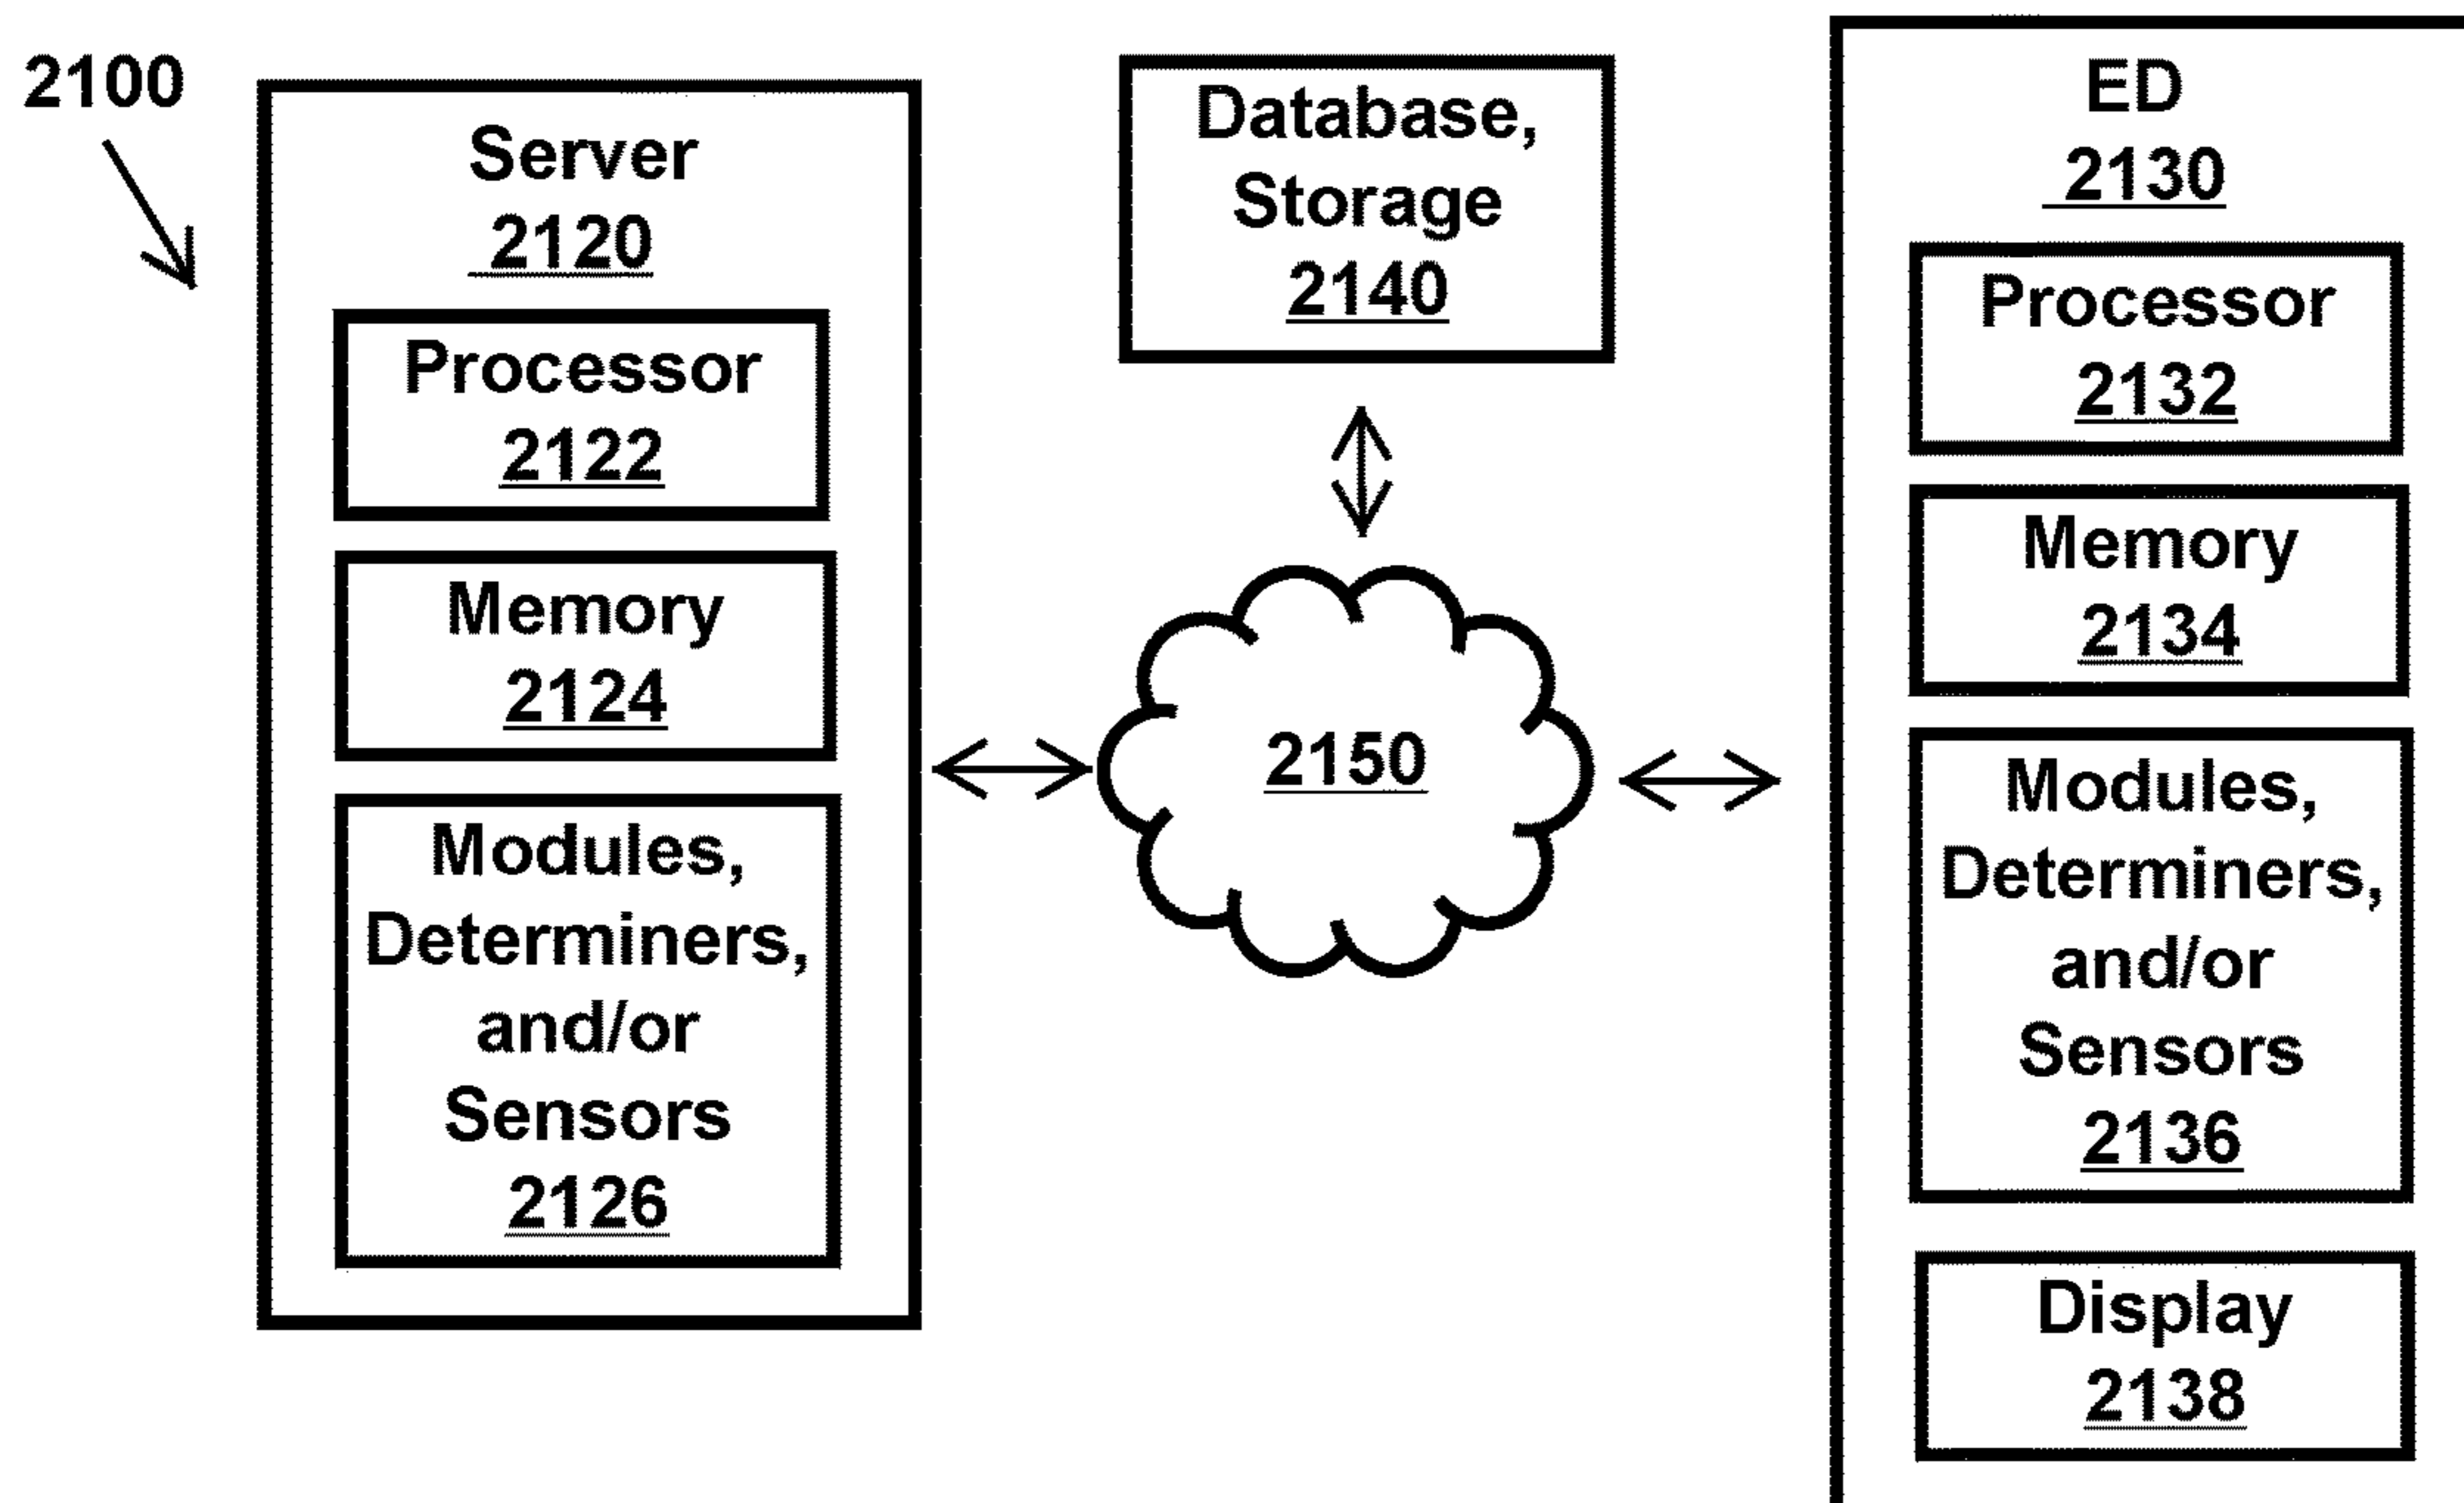 2100
Server
2120
Processor
2122
Memory
2124
Modules,
Determiners,
and/or
Sensors
2126
Database,
Storage
2140
2150
ED
2130
Processor
2132
Memory
2134
Modules,
Determiners,
and/or
Sensors
2136
Display
2138